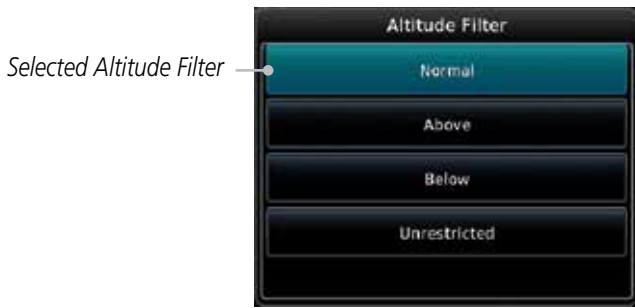 Altitude Filter
Selected Altitude Filter
Normal
Above
Below
Unrestricted